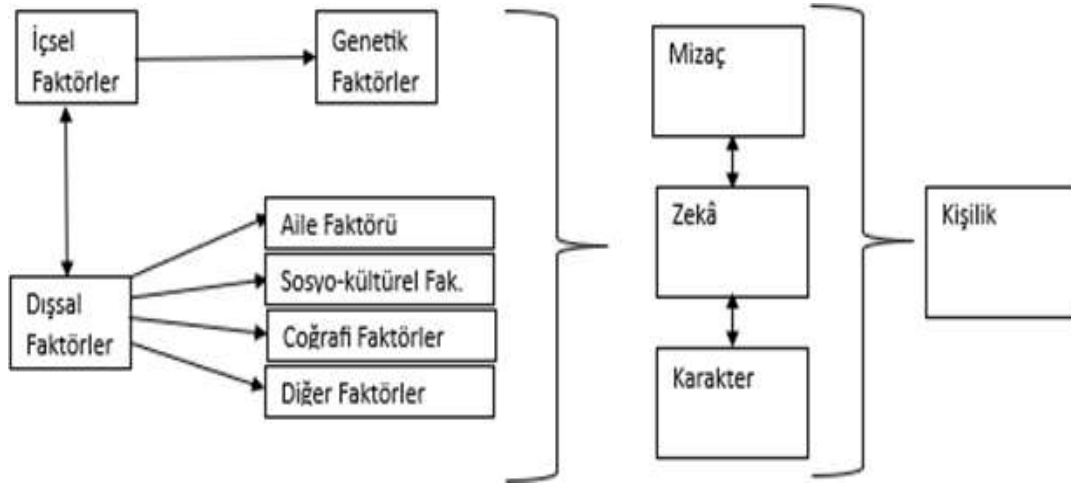 İçsel
Faktörler
Genetik
Faktörler
Dışsal
Faktörler
Aile Faktörü
Sosyo-kültürel Fak.
Coğrafi Faktörler
Diğer Faktörler
Mizaç
Zekâ
Karakter
Kişilik